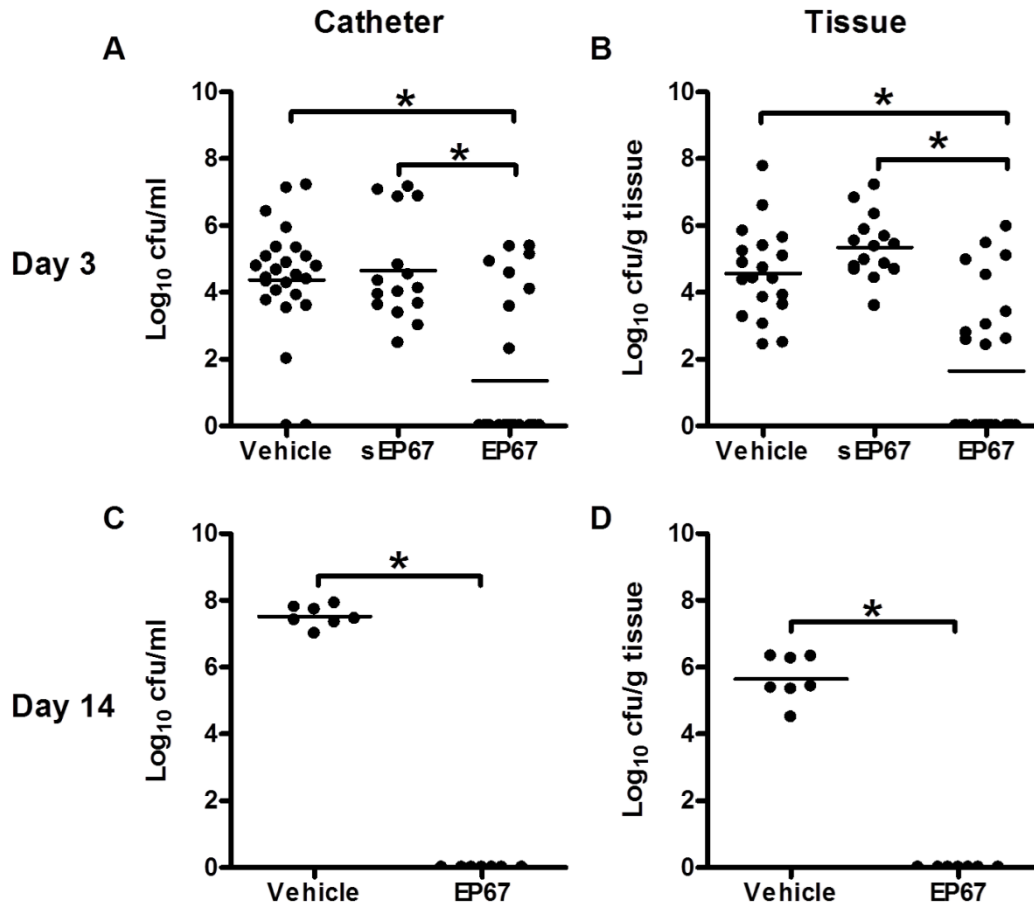 Catheter
Tissue
A
B
Day 3
Log10 cfu/ml
10
8
6
4
2
0
*
*
Vehicle sEP67 EP67
Log10 cfu/g tissue
10
8
6
4
2
0
*
*
Vehicle sEP67 EP67
C
D
Day 14
Log10 cfu/ml
10
8
6
4
2
0
*
Vehicle EP67
Log10 cfu/g tissue
10
8
6
4
2
0
*
Vehicle EP67